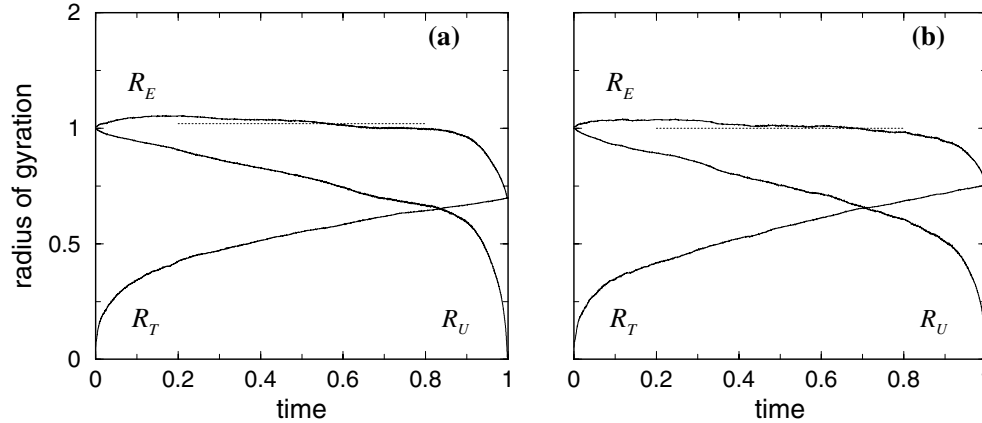 (a)
R_E
R_T
R_U
2
1
0.5
0
radius of gyration
0 0.2 0.4 0.6 0.8 1
time
(b)
R_E
R_T
R_U
0 0.2 0.4 0.6 0.8 1
time